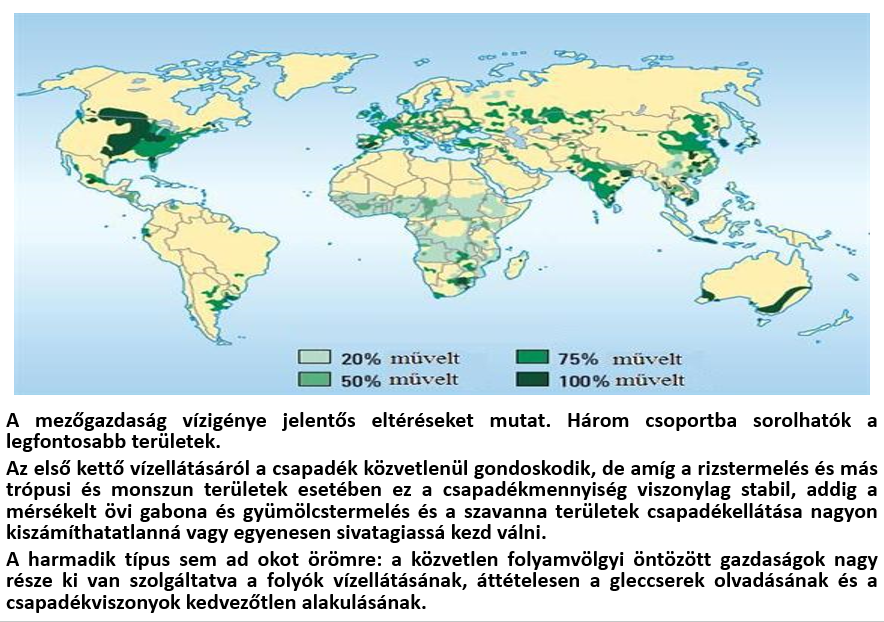 20% művelt
75% művelt
50% művelt
100% művelt
A mezőgazdaság vízigénye jelentős eltéréseket mutat. Három csoportba sorolhatók a
legfontosabb területek.
Az első kettő vízellátásáról a csapadék közvetlenül gondoskodik, de amíg a rizstermelés és más
trópusi és monszun területek esetében ez a csapadékmennyiség viszonylag stabil, addig a
mérsékelt övi gabona és gyümölcstermelés és a szavanna területek csapadékellátása nagyon
kiszámíthatatlanná vagy egyenesen sivatagiassá kezd válni.
A harmadik típus sem ad okot örömre: a közvetlen folyamvölgyi öntözött gazdaságok nagy
része ki van szolgáltatva a folyók vízellátásának, áttételesen a gleccserek olvadásának és a
csapadékviszonyok kedvezőtlen alakulásának.